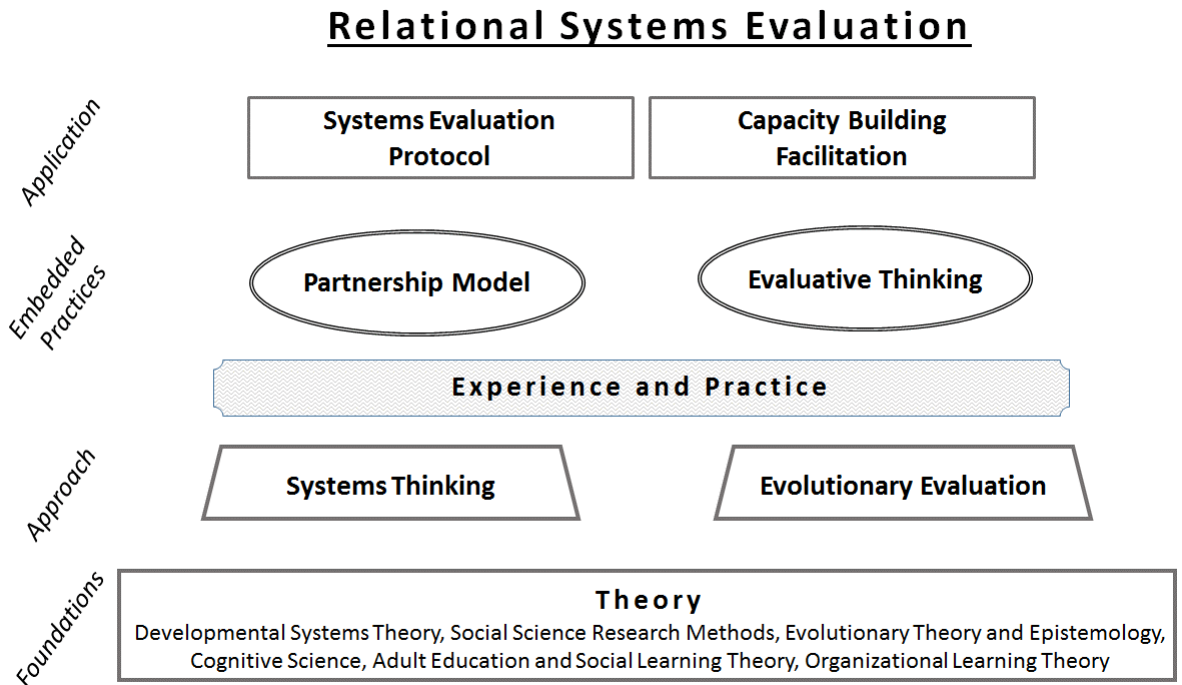 Relational Systems Evaluation
Application
Systems Evaluation
Protocol
Capacity Building
Facilitation
Embedded
Practices
Partnership Model
Evaluative Thinking
Experience and Practice
Approach
Systems Thinking
Evolutionary Evaluation
Foundations
Theory
Developmental Systems Theory, Social Science Research Methods, Evolutionary Theory and Epistemology,
Cognitive Science, Adult Education and Social Learning Theory, Organizational Learning Theory